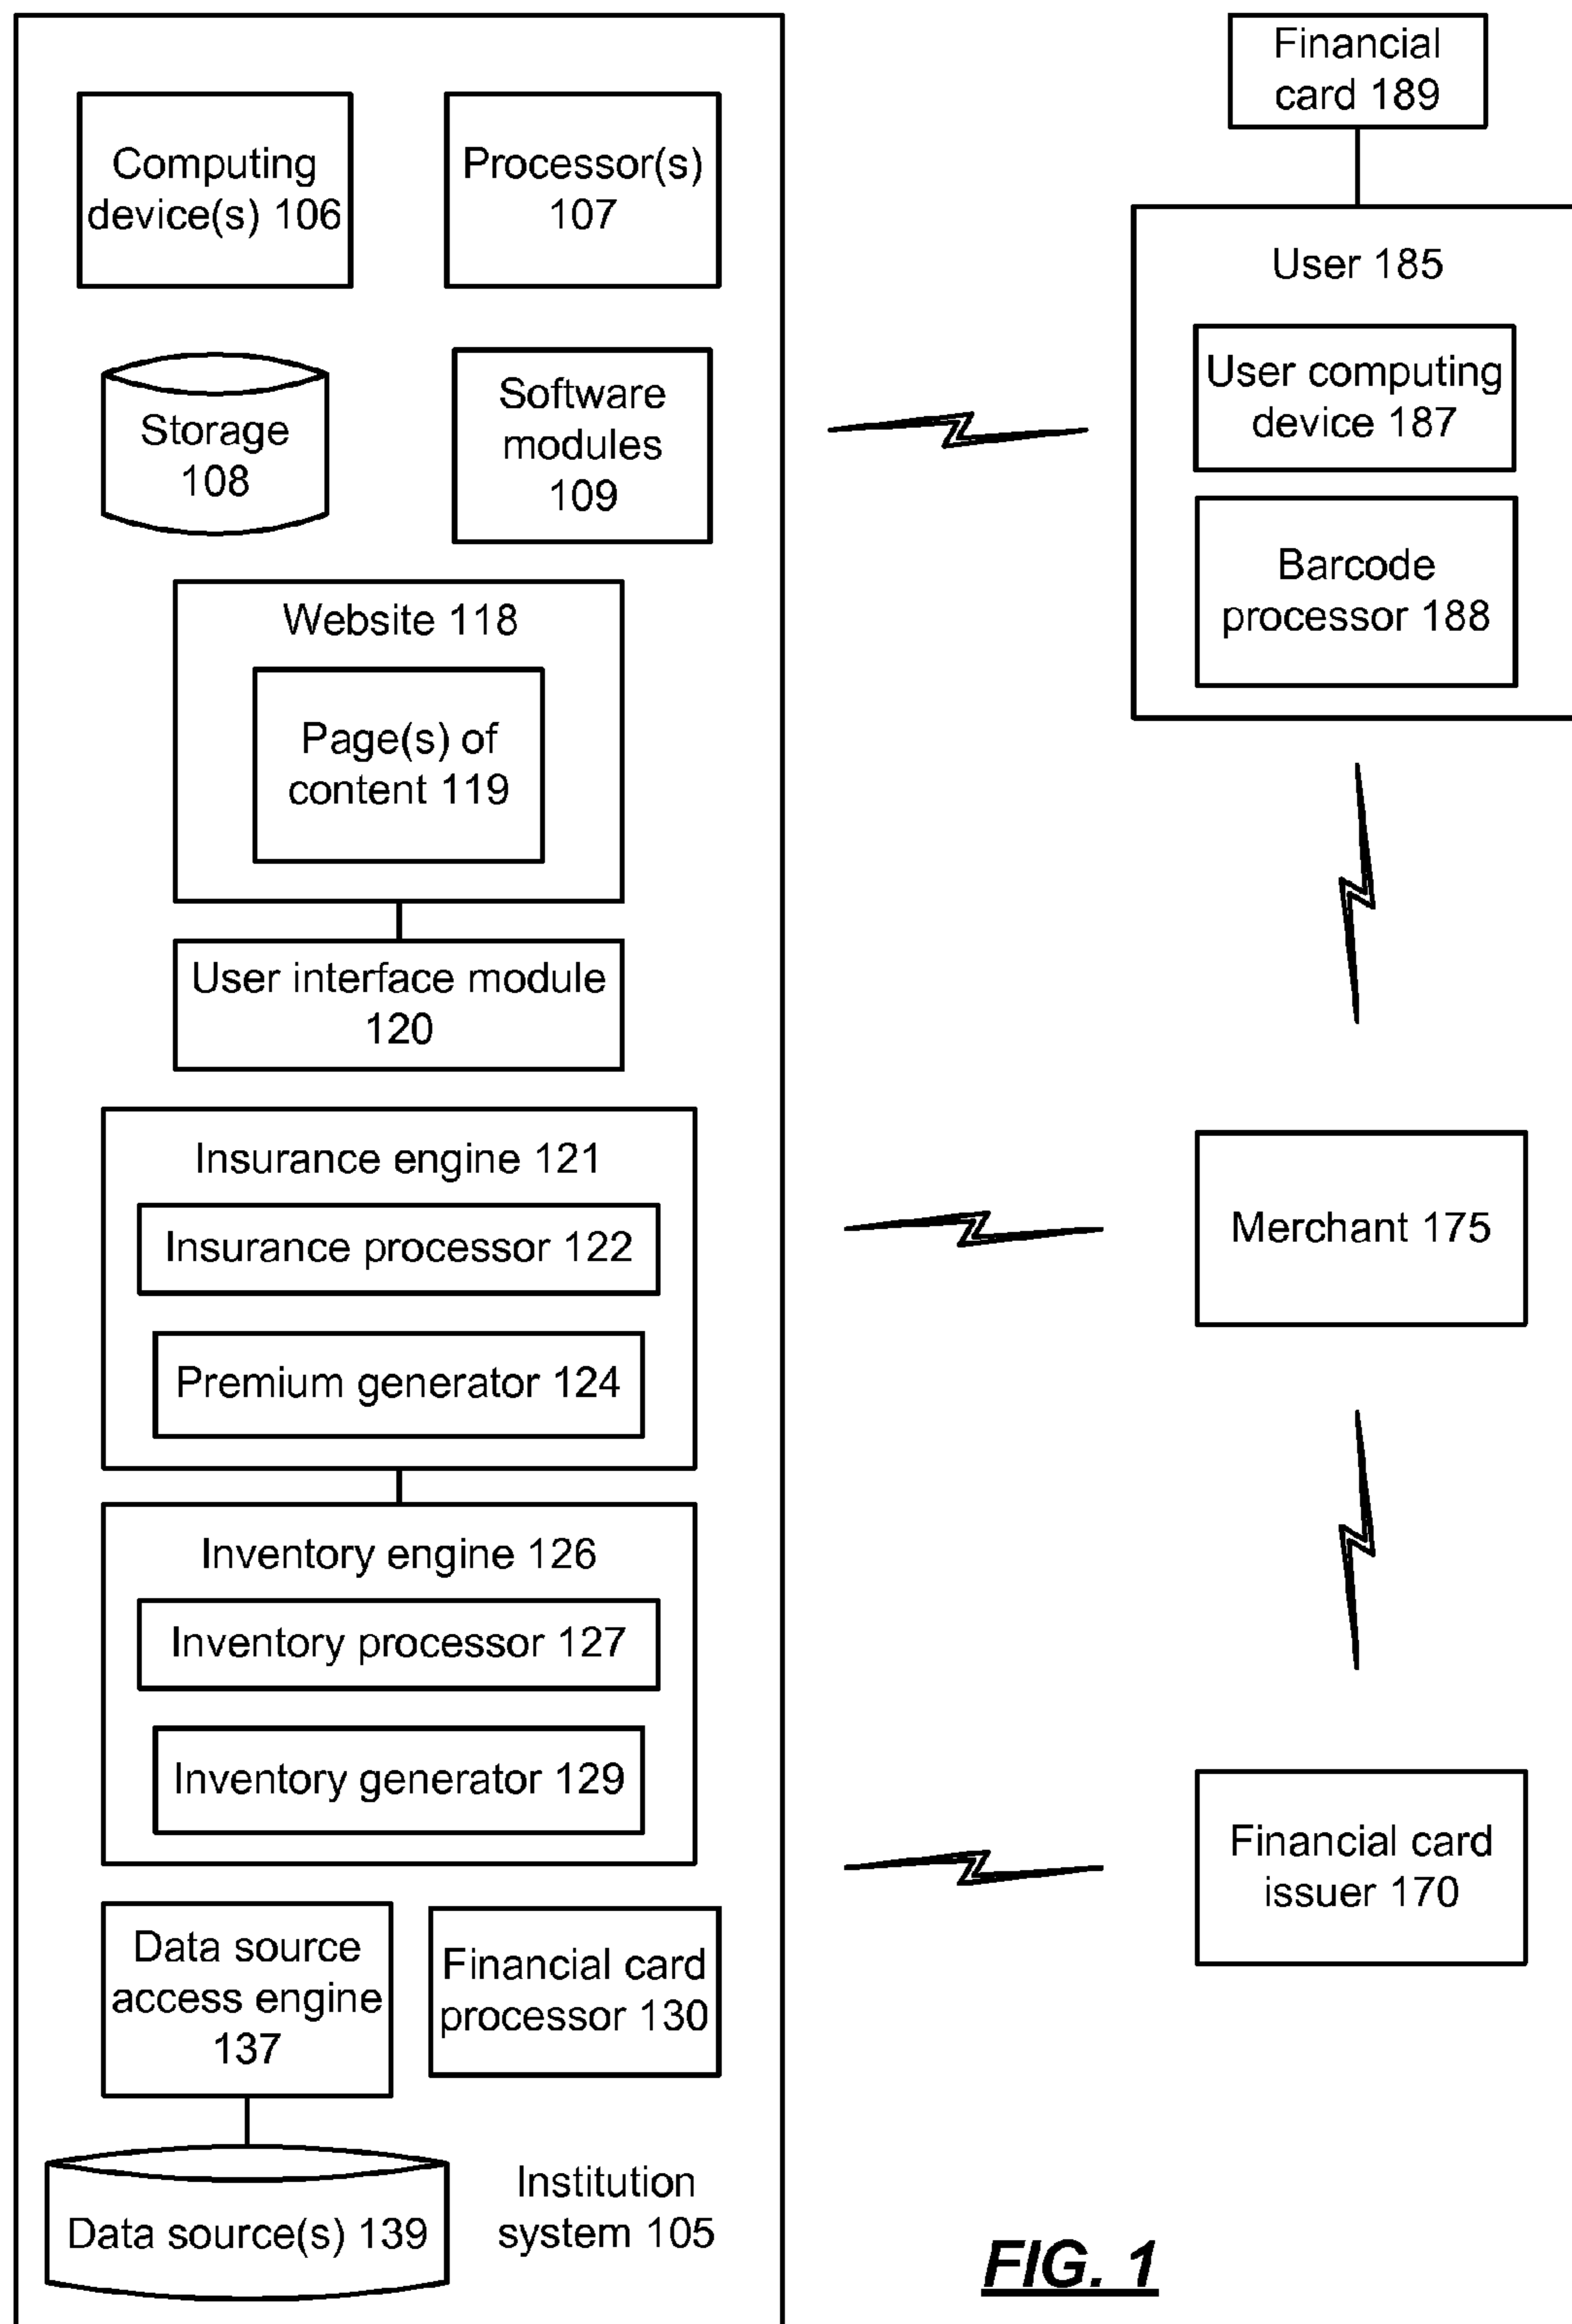 Computing
device(s) 106
Processor(s)
107
Storage
108
Software
modules
109
Website 118
Page(s) of
content 119
User interface module
120
Insurance engine 121
Insurance processor 122
Premium generator 124
Inventory engine 126
Inventory processor 127
Inventory generator 129
Data source
access engine
137
Financial card
processor 130
Data source(s) 139
Institution
system 105
Financial
card 189
User 185
User computing
device 187
Barcode
processor 188
Merchant 175
Financial card
issuer 170
FIG. 1